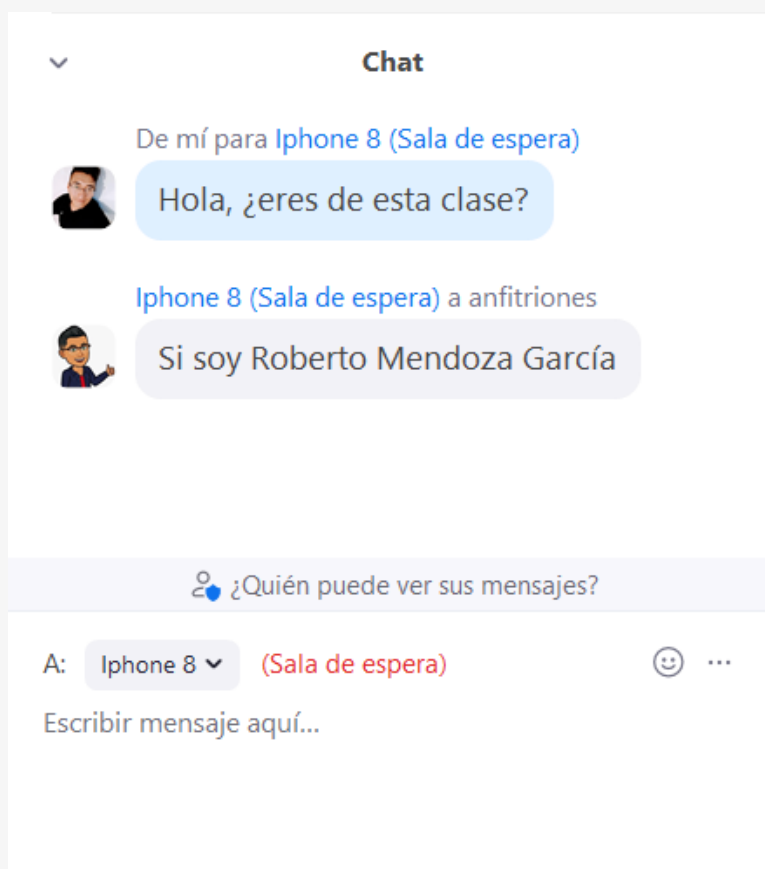 Chat
De mí para Iphone 8 (Sala de espera)
Hola, ¿eres de esta clase?
Iphone 8 (Sala de espera) a anfitriones
Si soy Roberto Mendoza García
¿Quién puede ver sus mensajes?
A: Iphone 8 (Sala de espera)
Escribir mensaje aquí...